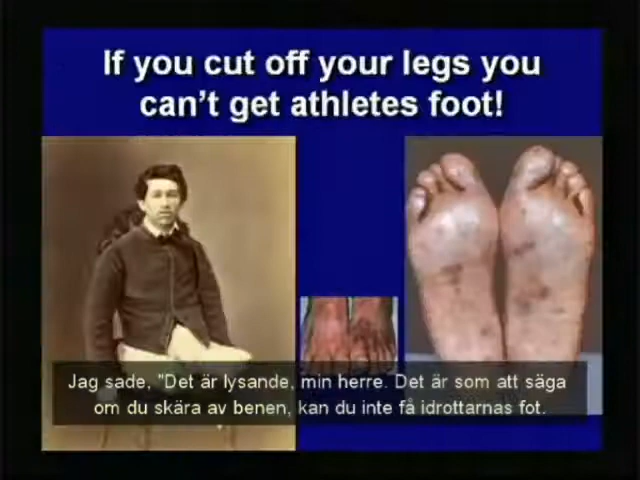 If you cut off your legs you
can't get athletes foot!
Jag sade, "Det är lysande, min herre. Det är som att säga
om du skära av benen, kan du inte få idrottarnas fot.